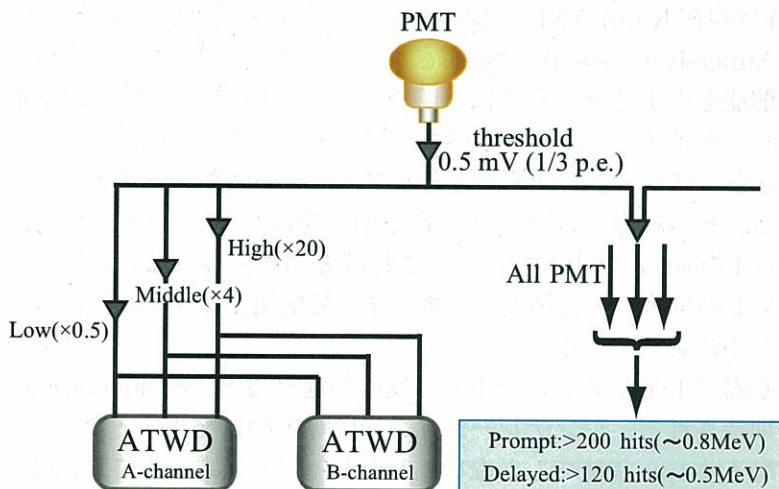 PMT
threshold
0.5 mV (1/3 p.e.)
High(×20)
Middle(×4)
Low(×0.5)
All PMT
ATWD
A-channel
ATWD
B-channel
Prompt:>200 hits(~0.8MeV)
Delayed:>120 hits(~0.5MeV)